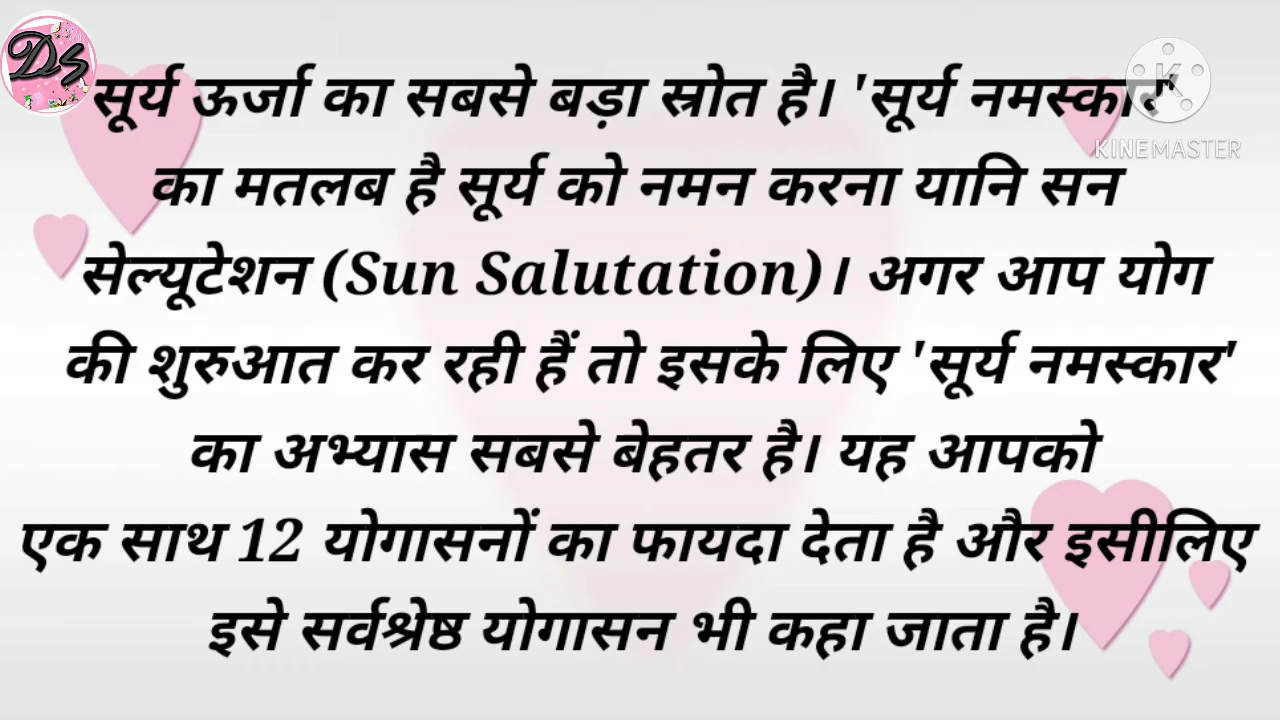 DS
सूर्य ऊर्जा का सबसे बड़ा स्रोत है। 'सूर्य नमस्कार'
K
KINEMASTER
का मतलब है सूर्य को नमन करना यानि सन
सेल्यूटेशन (Sun Salutation)। अगर आप योग
की शुरुआत कर रही हैं तो इसके लिए 'सूर्य नमस्कार'
का अभ्यास सबसे बेहतर है। यह आपको
एक साथ 12 योगासनों का फायदा देता है और इसीलिए
इसे सर्वश्रेष्ठ योगासन भी कहा जाता है।